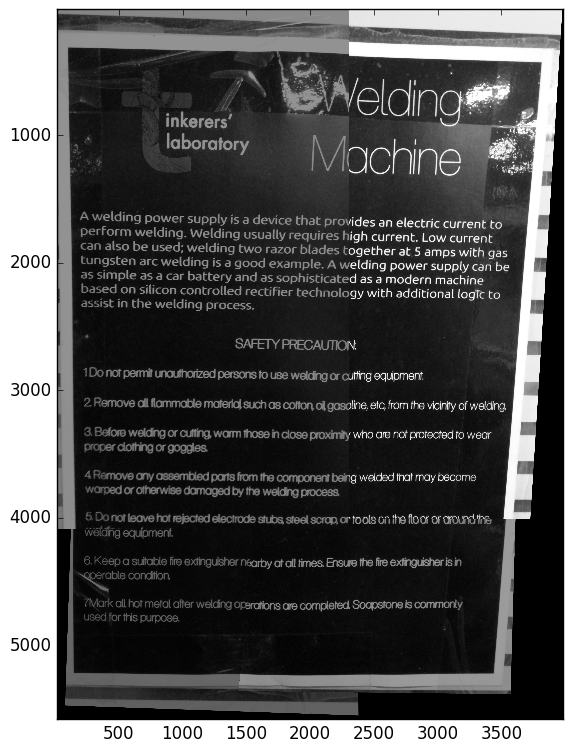 Welding
Machine
tinkerers'
laboratory
A welding power supply is a device that provides an electric current to
perform welding. Welding usually requires high current. Low current
can also be used; welding two razor blades together at 5 amps with gas
tungsten arc welding is a good example. A welding power supply can be
as simple as a car battery and as sophisticated as a modern machine
based on silicon controlled rectifier technology with additional logic to
assist in the welding process.
SAFETY PRECAUTION:
1.Do not permit unauthorized persons to use welding or cutting equipment.
2. Remove all flammable material, such as cotton, oil, gasoline, etc, from the vicinity of welding.
3. Before welding or cutting, warm those in close proximity who are not protected to wear
proper clothing or goggles.
4. Remove any assembled parts from the component being welded that may become
warped or otherwise damaged by the welding process.
5. Do not leave hot rejected electrode stubs, steel scrap, or tools on the floor or around the
welding equipment.
6. Keep a suitable fire extinguisher nearby at all times. Ensure the fire extinguisher is in
operable condition.
7.Mark all hot metal after welding operations are completed. Soapstone is commonly
used for this purpose.
1000
2000
3000
4000
5000
500 1000 1500 2000 2500 3000 3500